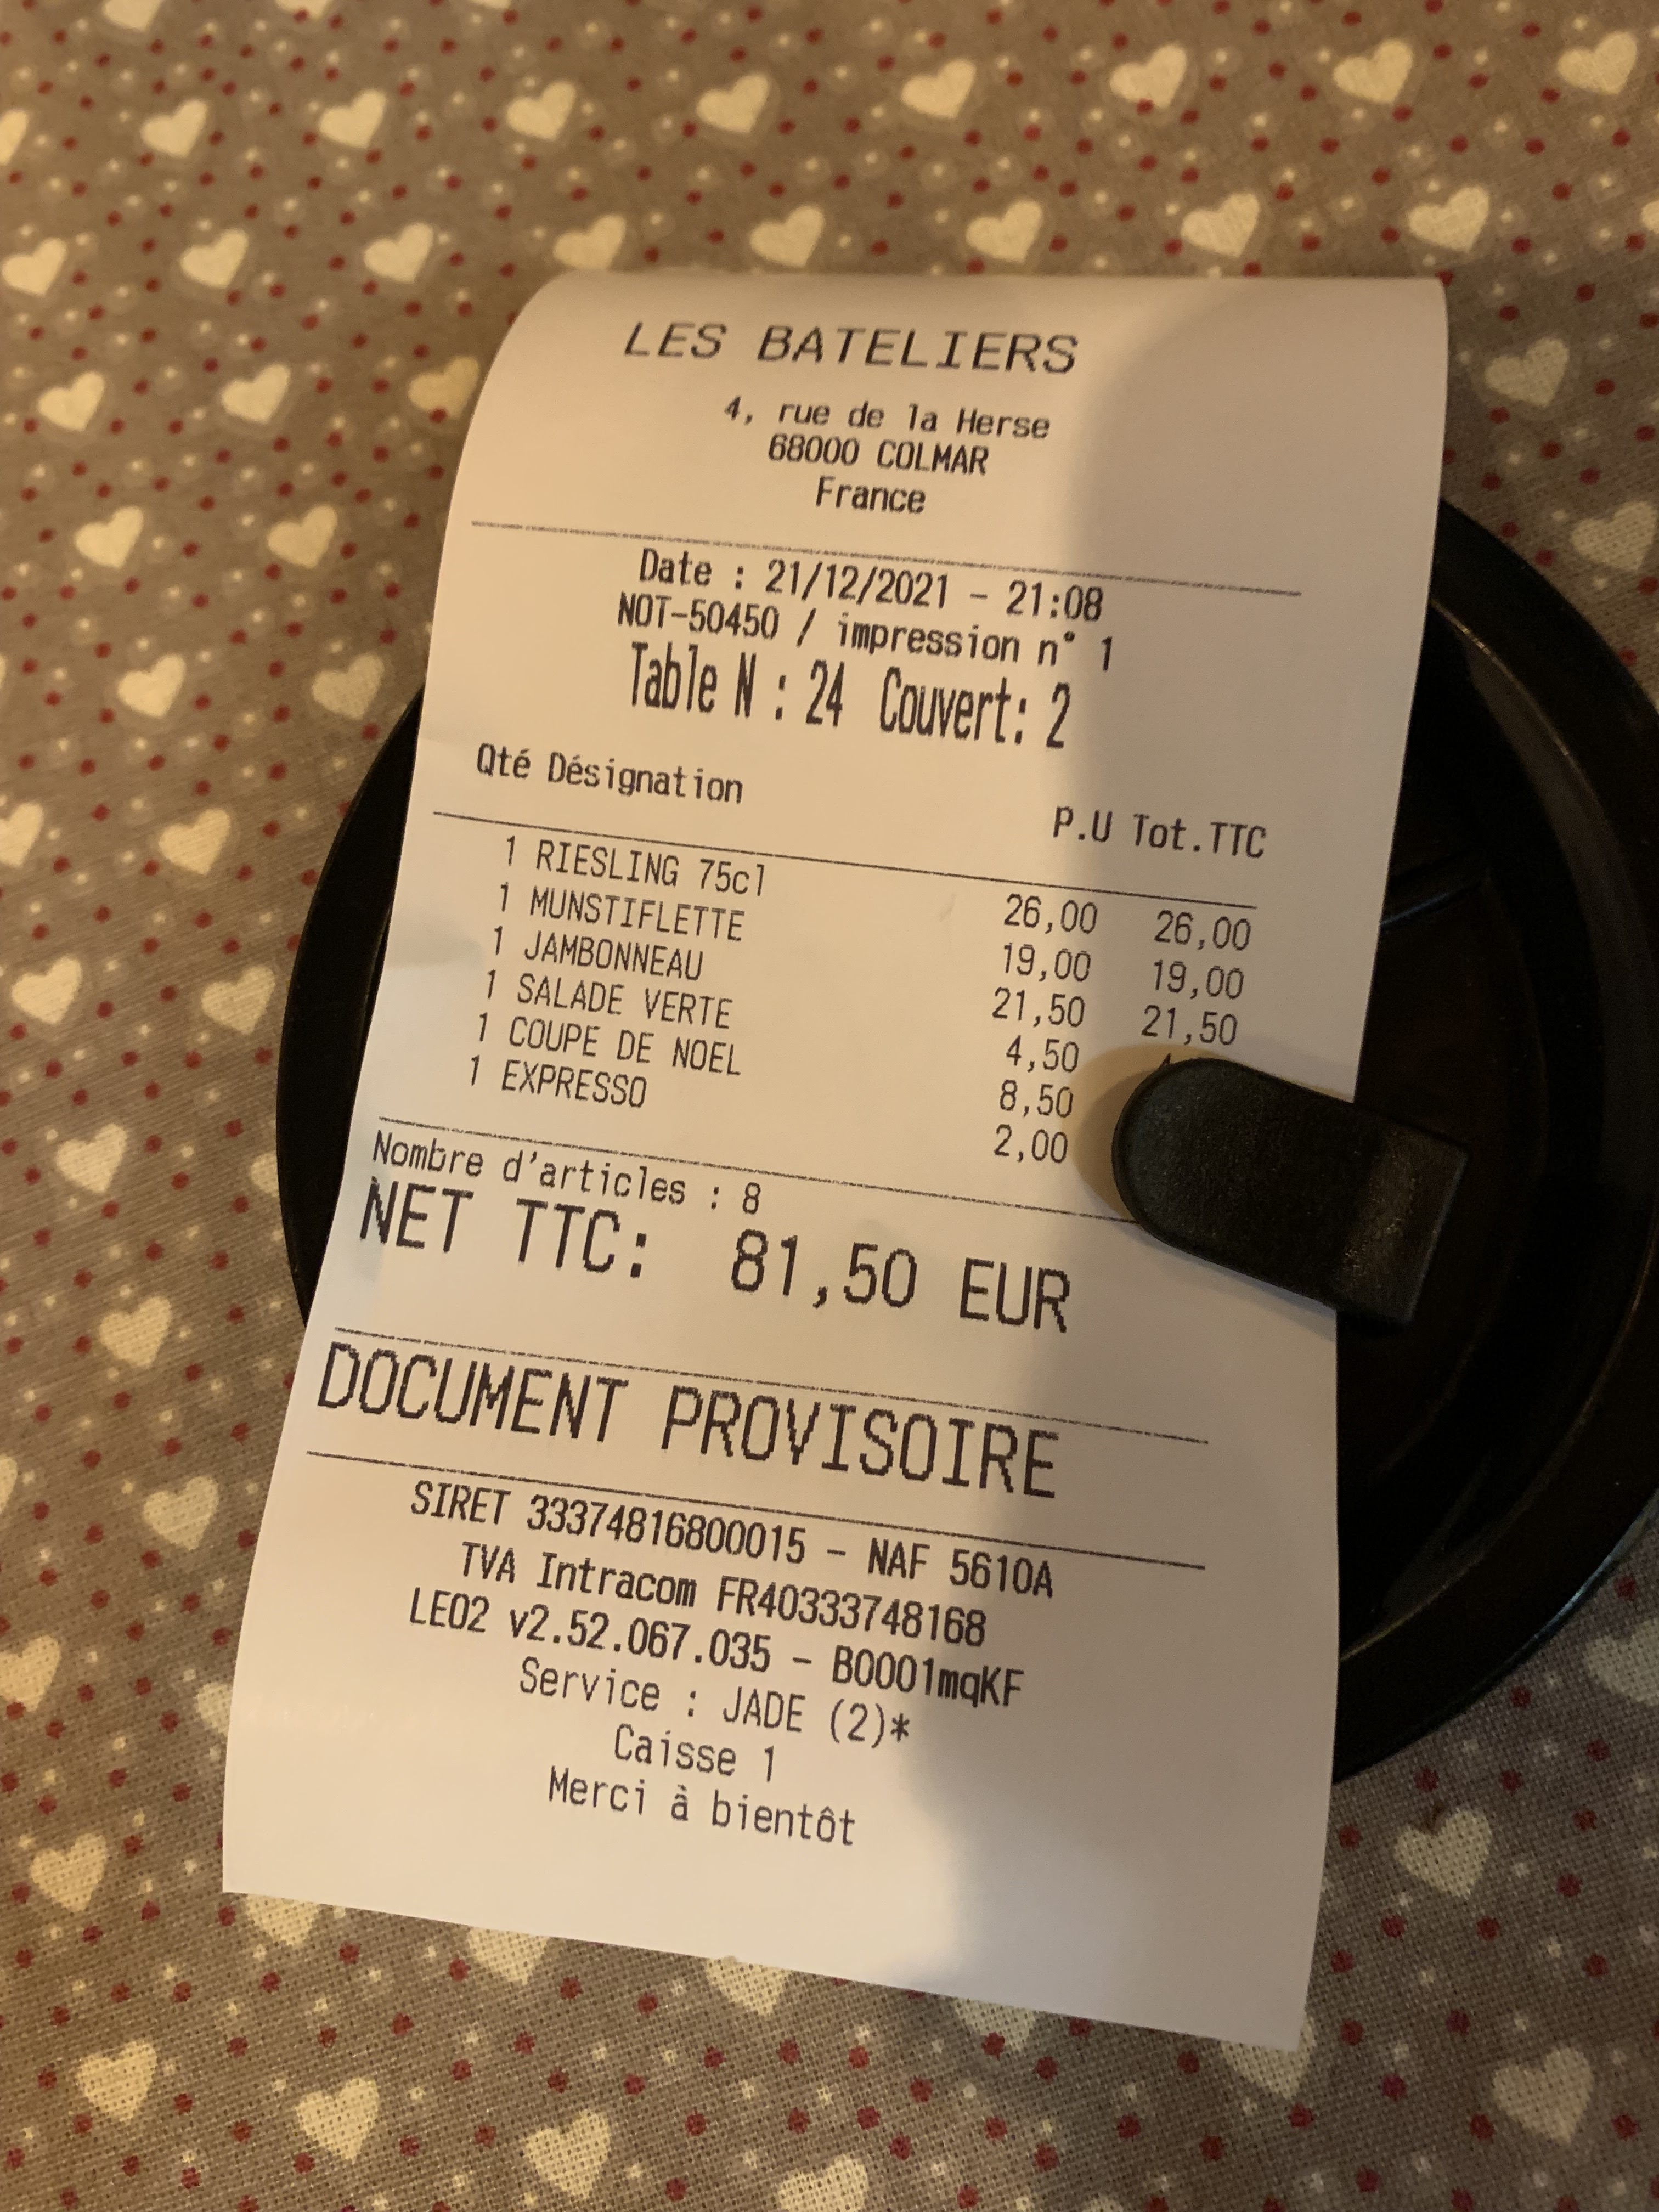 LES BATELIERS
4, rue de la Herse
68000 COLMAR
France
Date : 21/12/2021 - 21:08
NOT-50450 / impression n° 1
Table N : 24 Couvert: 2
Qté Désignation P.U Tot.TTC
1 RIESLING 75cl 26,00 26,00
1 MUNSTIFLETTE 19,00 19,00
1 JAMBONNEAU 21,50 21,50
1 SALADE VERTE 4,50
1 COUPE DE NOEL 8,50
1 EXPRESSO 2,00
Nombre d'articles : 8
NET TTC: 81,50 EUR
DOCUMENT PROVISOIRE
SIRET 33374816800015 - NAF 5610A
TVA Intracom FR40333748168
LEO2 v2.52.067.035 - B0001mqKF
Service : JADE (2)*
Caisse 1
Merci à bientôt